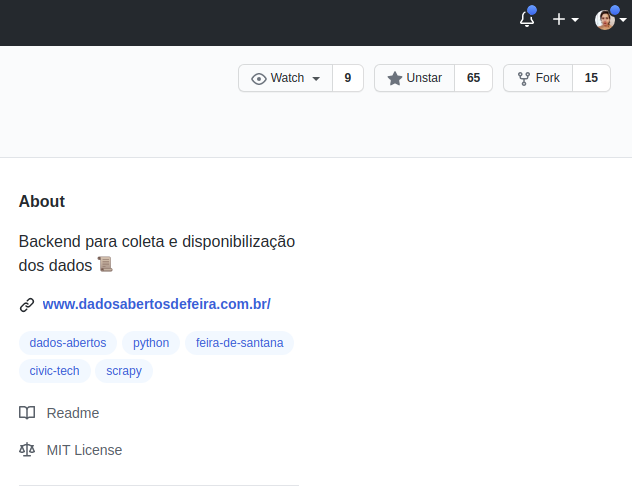 Watch 9 Unstar 65 Fork 15
About
Backend para coleta e disponibilização
dos dados
www.dadosabertosdefeira.com.br/
dados-abertos python feira-de-santana
civic-tech scrapy
Readme
MIT License